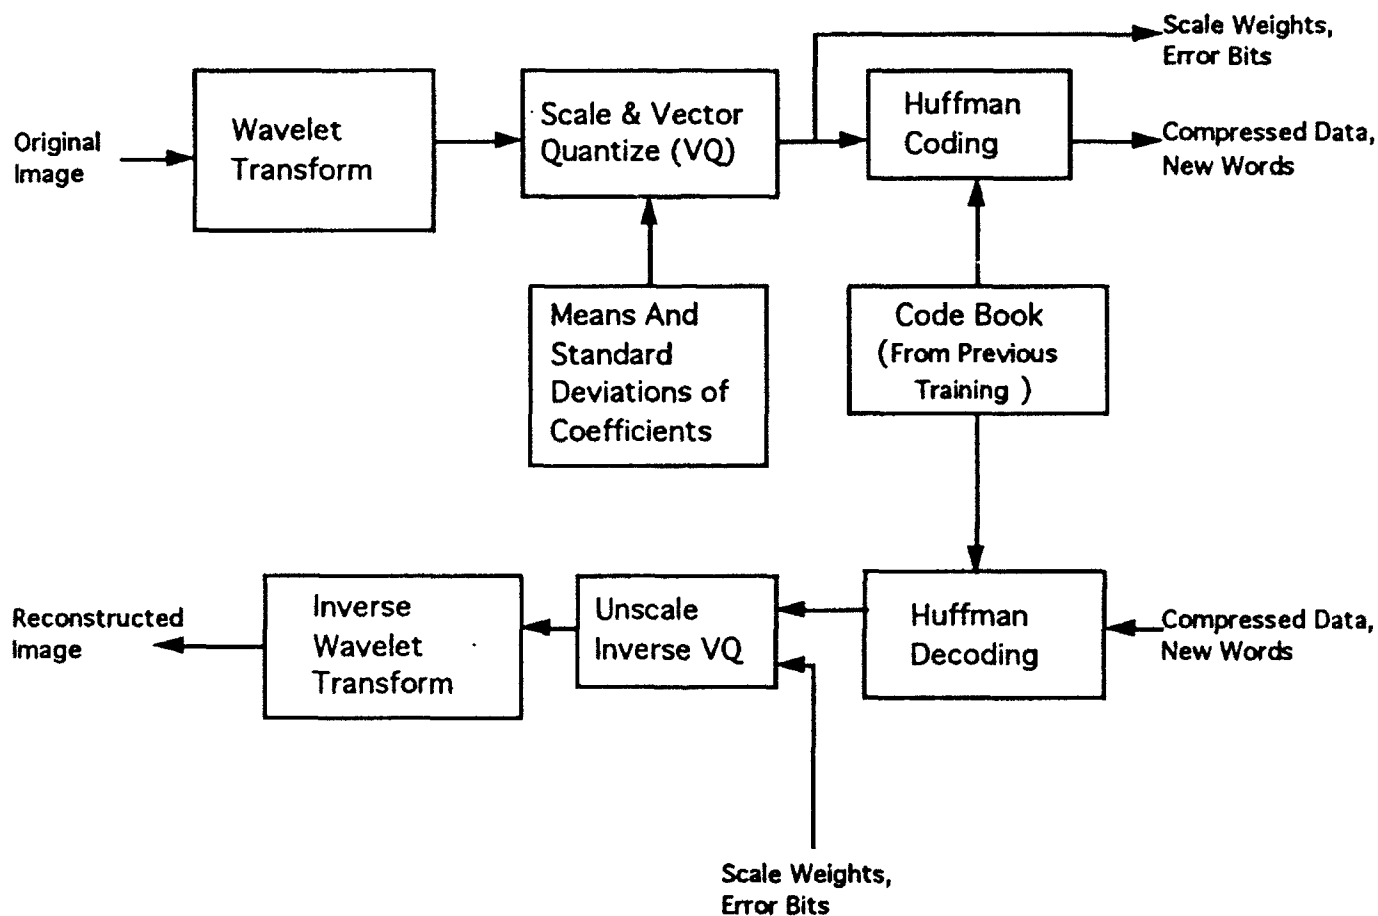 Original
Image
Wavelet
Transform
Scale & Vector
Quantize (VQ)
Huffman
Coding
Scale Weights,
Error Bits
Compressed Data,
New Words
Means And
Standard
Deviations of
Coefficients
Code Book
(From Previous
Training )
Reconstructed
Image
Inverse
Wavelet
Transform
Unscale
Inverse VQ
Huffman
Decoding
Compressed Data,
New Words
Scale Weights,
Error Bits